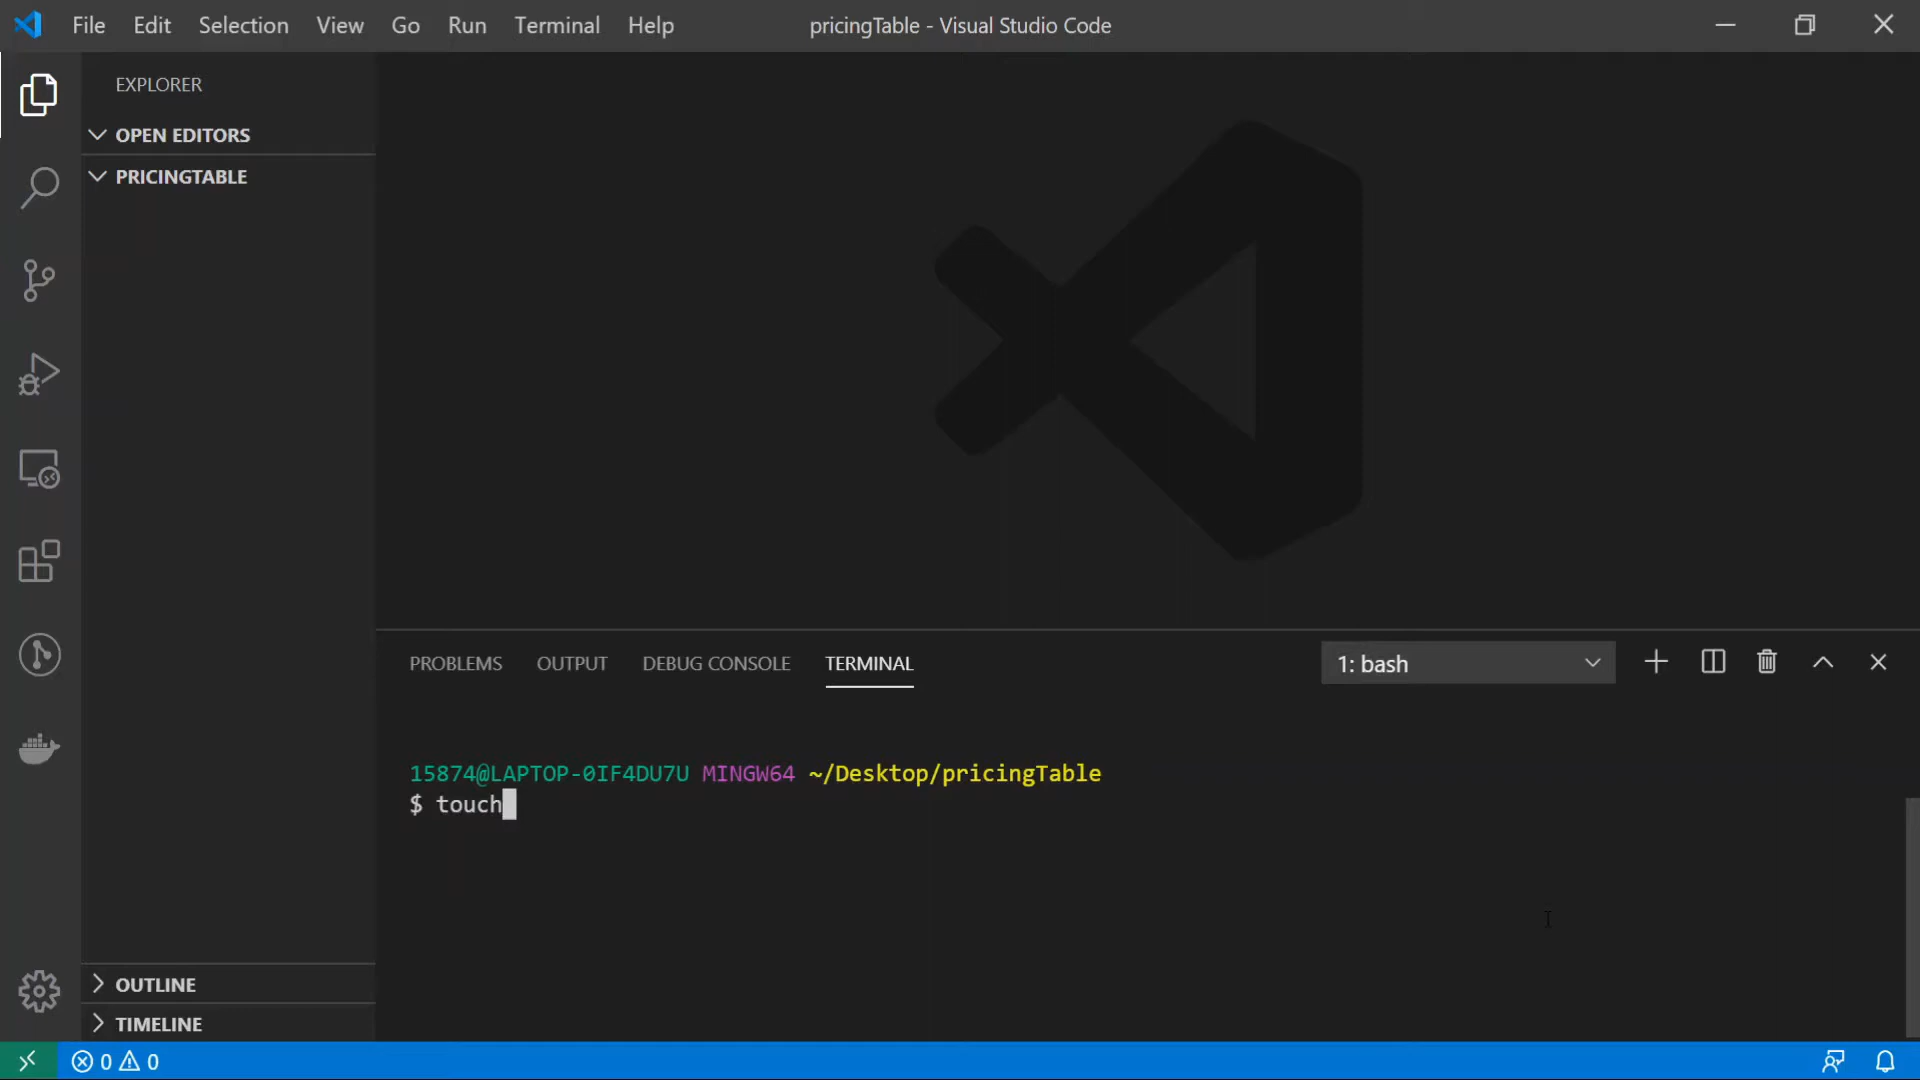 File Edit Selection View Go Run Terminal Help pricingTable - Visual Studio Code
EXPLORER
OPEN EDITORS
PRICINGTABLE
PROBLEMS OUTPUT DEBUG CONSOLE TERMINAL 1: bash
15874@LAPTOP-0IF4DU7U MINGW64 ~/Desktop/pricingTable
$ touch
OUTLINE
TIMELINE
0 0